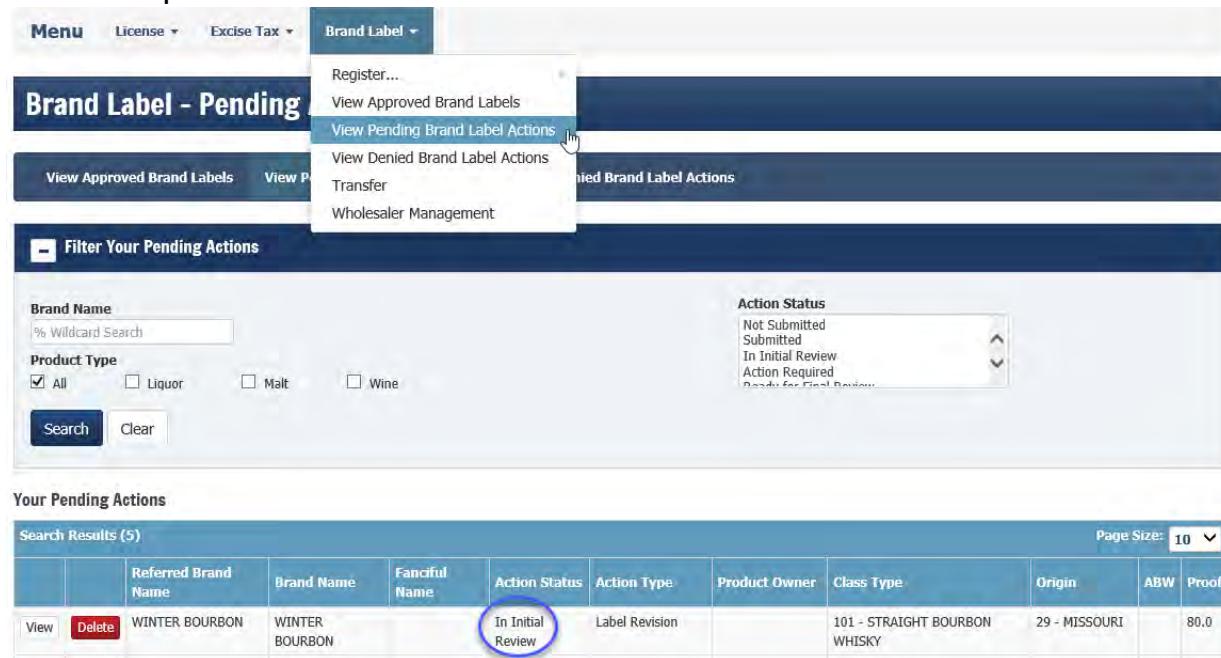 Menu License Excise Tax Brand Label
Register...
Brand Label - Pending
View Approved Brand Labels
View Pending Brand Label Actions
View Denied Brand Label Actions
View Approved Brand Labels View Brand Label Actions
Transfer
Wholesaler Management
Filter Your Pending Actions
Brand Name
% Wildcard Search
Product Type
All Liquor Malt Wine
Search Clear
Action Status
Not Submitted
Submitted
In Initial Review
Action Required
Ready for Final Review
Your Pending Actions
Search Results (5) Page Size: 10
Referred Brand Name Brand Name Fanciful Name Action Status Action Type Product Owner Class Type Origin ABW Proof
View Delete WINTER BOURBON WINTER BOURBON In Initial Review Label Revision 101 - STRAIGHT BOURBON WHISKY 29 - MISSOURI 80.0